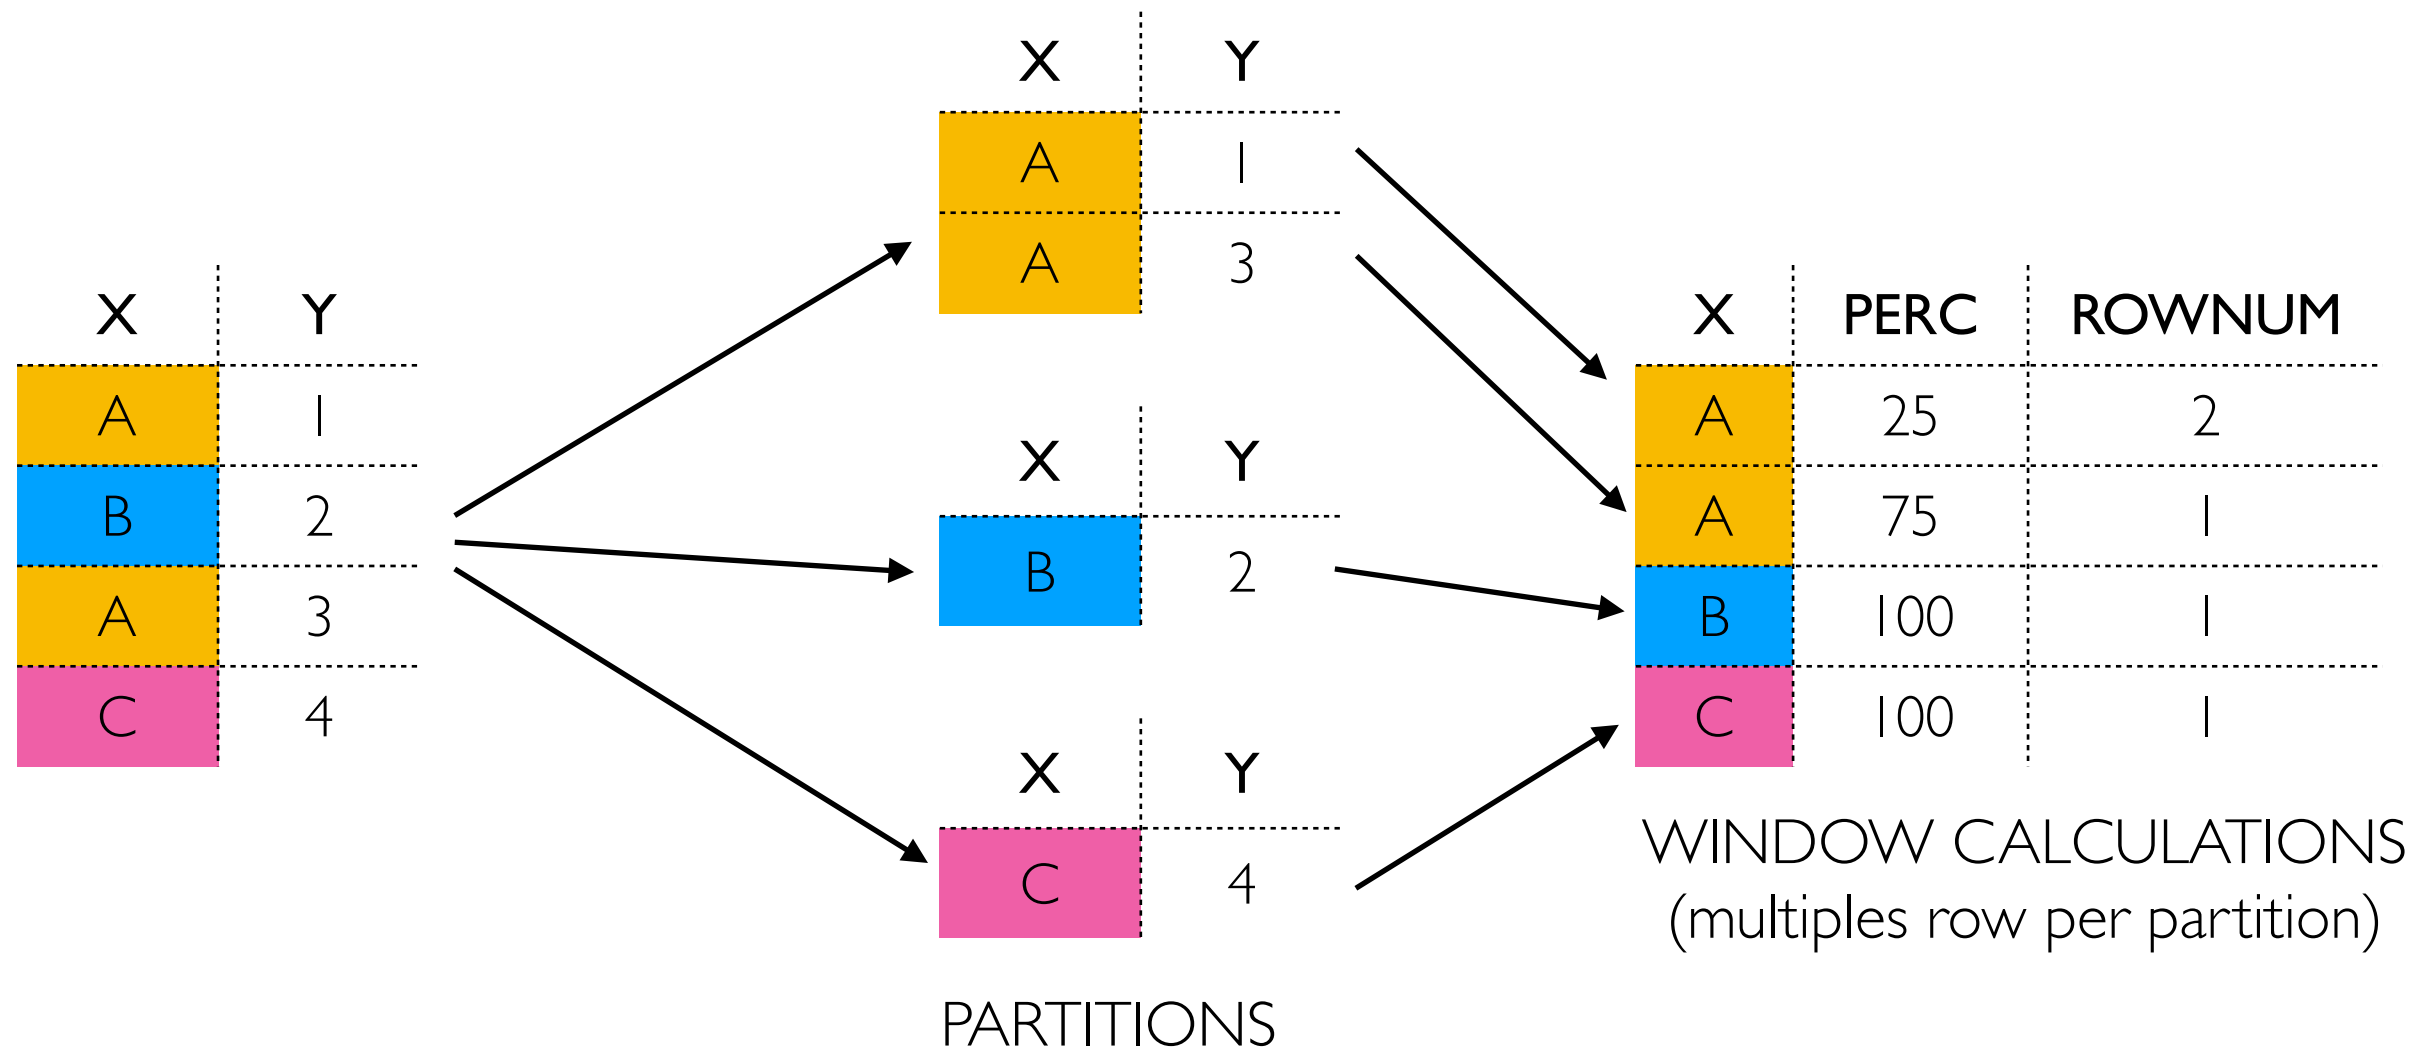 X Y
A 1
B 2
A 3
C 4
X Y
A 1
A 3
X Y
B 2
X Y
C 4
PARTITIONS
X PERC ROWNUM
A 25 2
A 75 1
B 100 1
C 100 1
WINDOW CALCULATIONS
(multiples row per partition)